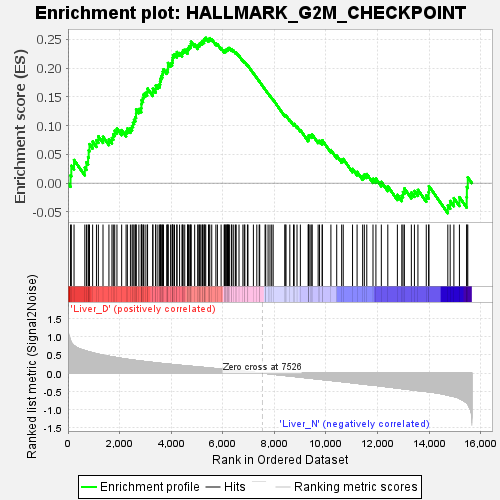 Enrichment plot: HALLMARK_G2M_CHECKPOINT
Enrichment score (ES)
0.25
0.20
0.15
0.10
0.05
0.00
-0.05
'Liver_D' (positively correlated)
Ranked list metric (Signal2Noise)
1.5
1.0
0.5
0.0
-0.5
-1.0
-1.5
Zero cross at 7526
'Liver_N' (negatively correlated)
0
2,000
4,000
6,000
8,000
10,000
12,000
14,000
16,000
Rank in Ordered Dataset
Enrichment profile
Hits
Ranking metric scores